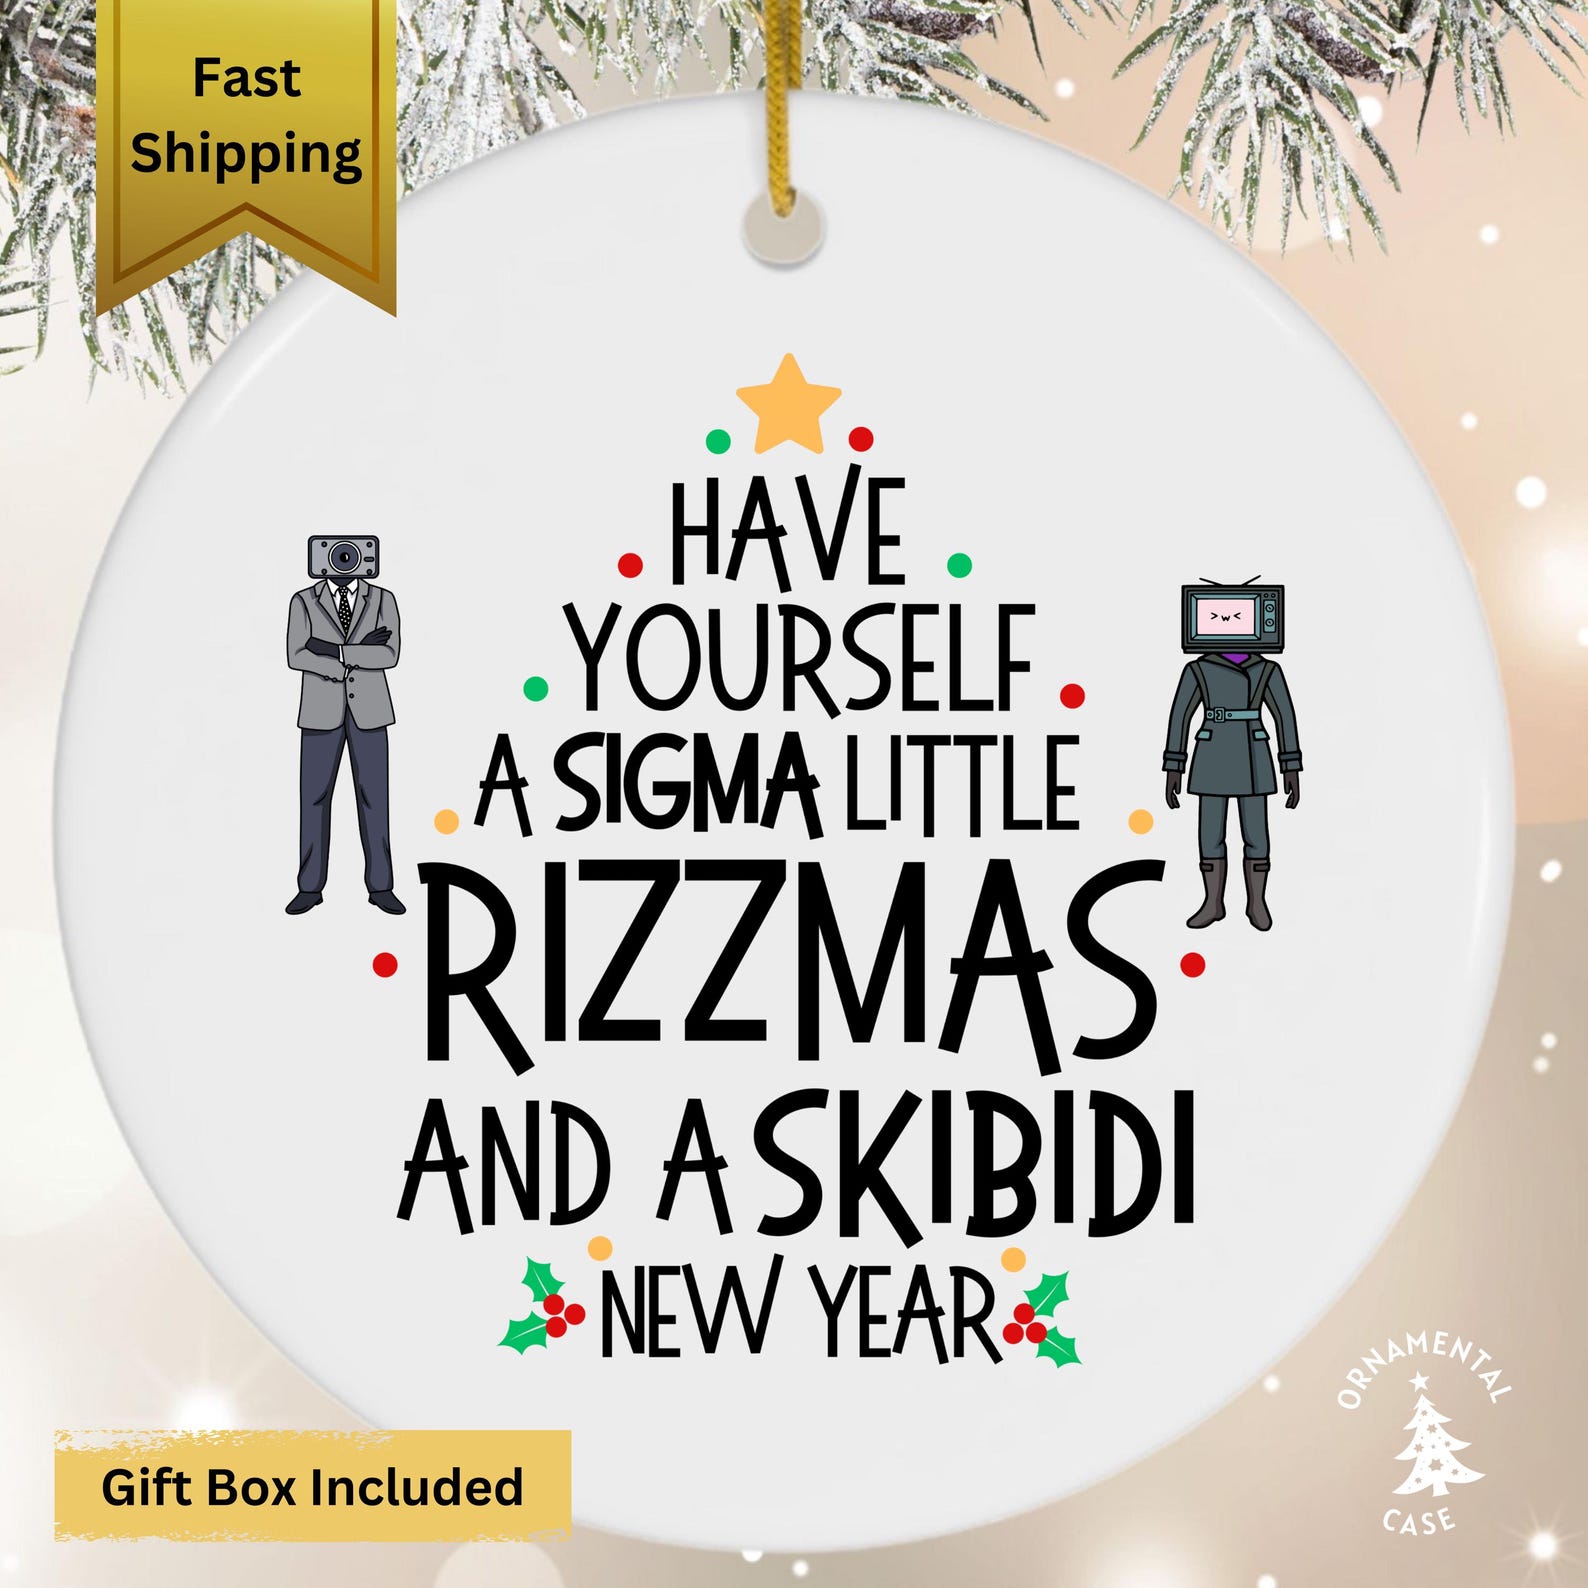 Fast
Shipping
HAVE
YOURSELF
A SIGMA LITTLE
RIZZMAS
AND A SKIBIDI
NEW YEAR
Gift Box Included
ORNAMENTAL
CASE